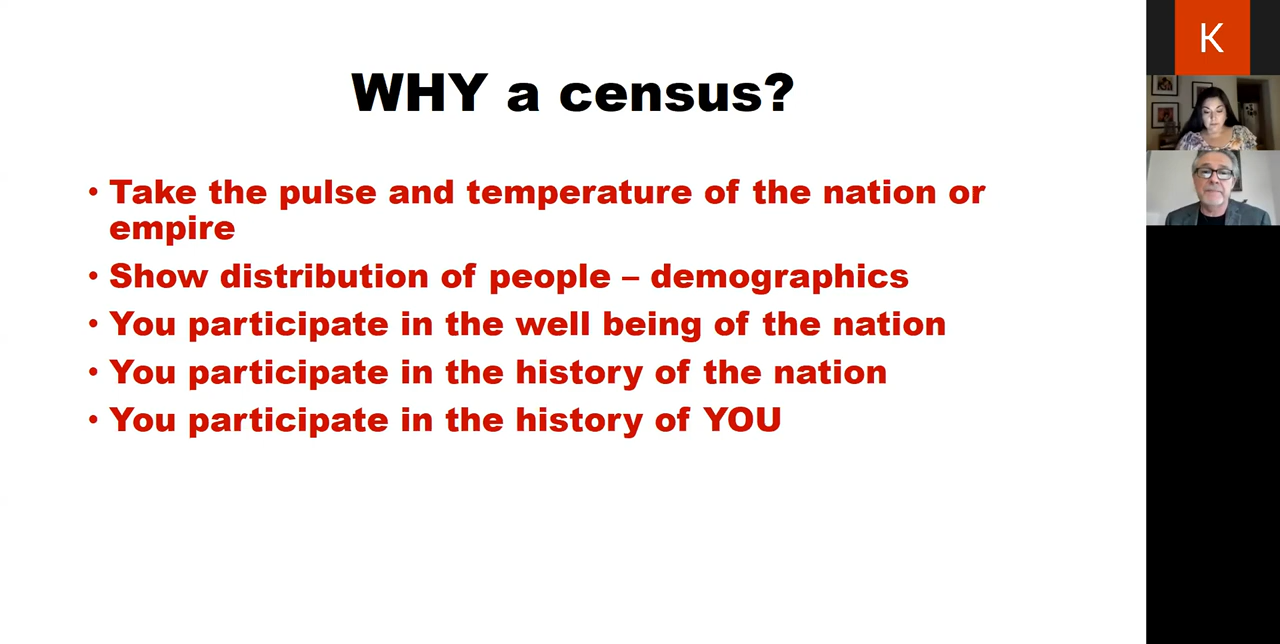 WHY a census?
• Take the pulse and temperature of the nation or
empire
• Show distribution of people – demographics
• You participate in the well being of the nation
• You participate in the history of the nation
• You participate in the history of YOU
K